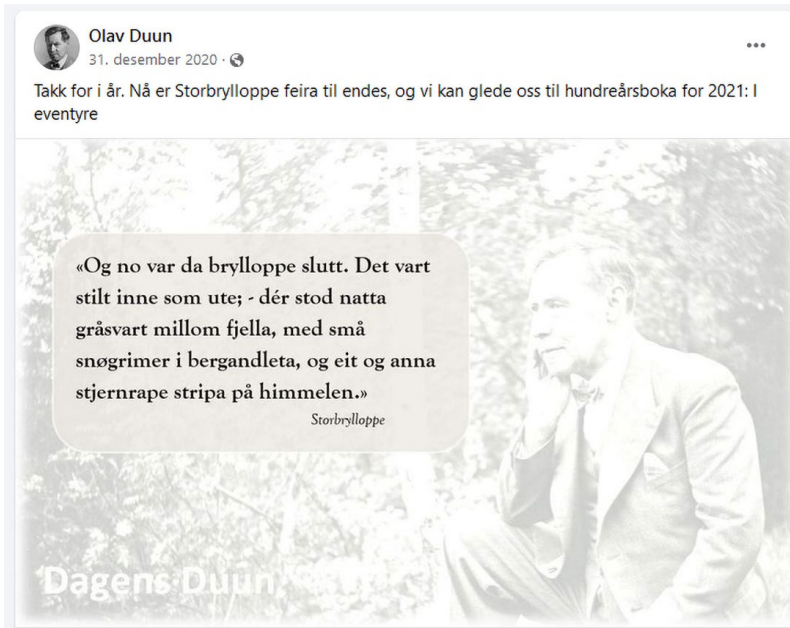 Olav Duun
31. desember 2020 ·
Takk for i år. Nå er Storbrylloppe feira til endes, og vi kan glede oss til hundreårsboka for 2021: I
eventyre
«Og no var da brylloppe slutt. Det vart
stilt inne som ute; - dér stod natta
gråsvart millom fjella, med små
snøgrimer i bergandleta, og eit og anna
stjernrape stripa på himmelen.»
Storbrylloppe
Dagens Duun